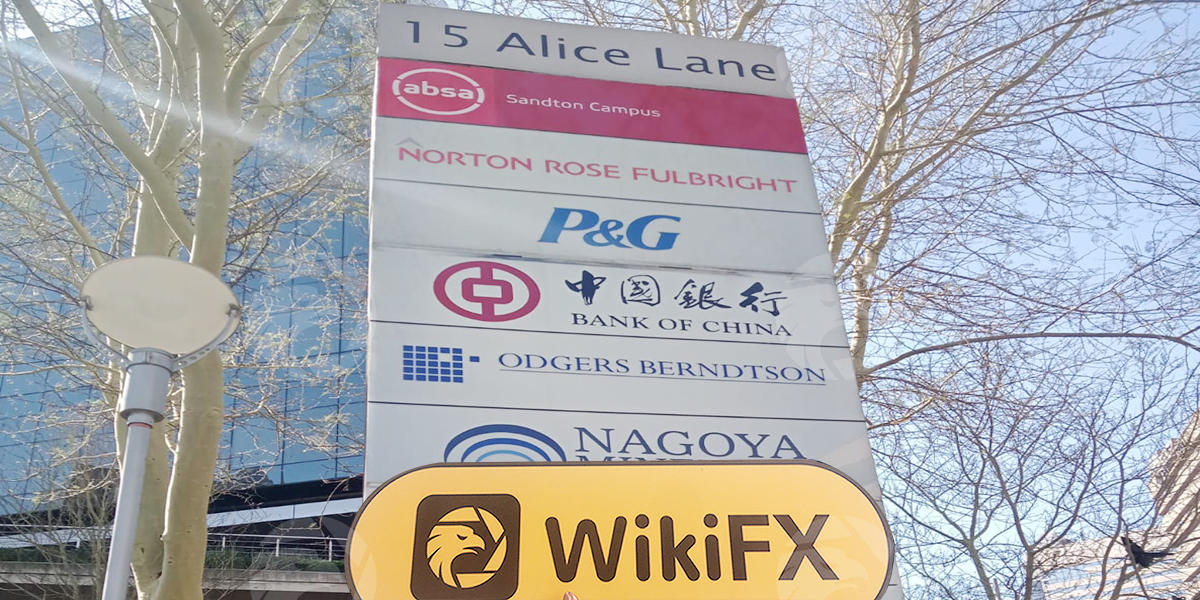 15 Alice Lane
absa Sandton Campus
NORTON ROSE FULBRIGHT
P&G
中國銀行
BANK OF CHINA
ODGERS BERNDTSON
NAGOYA
WikiFX